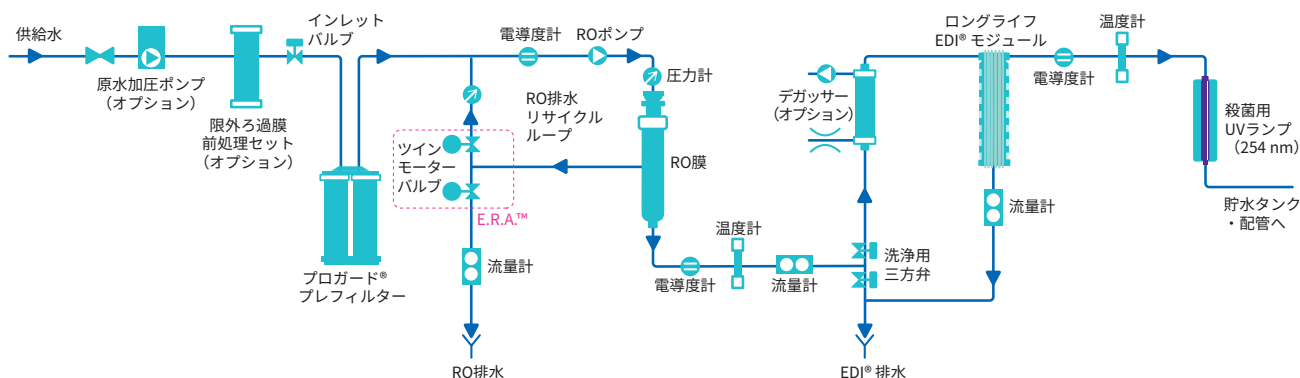 供給水
原水加圧ポンプ
（オプション）
限外ろ過膜
前処理セット
（オプション）
インレット
バルブ
プロガード®
プレフィルター
電導度計
ROポンプ
圧力計
RO排水
リサイクル
ループ
ツイン
モーター
バルブ
E.R.A.™
RO膜
流量計
RO排水
電導度計
温度計
流量計
洗浄用
三方弁
デガッサー
（オプション）
ロングライフ
EDI® モジュール
流量計
EDI® 排水
電導度計
温度計
殺菌用
UVランプ
（254 nm）
貯水タンク
・配管へ